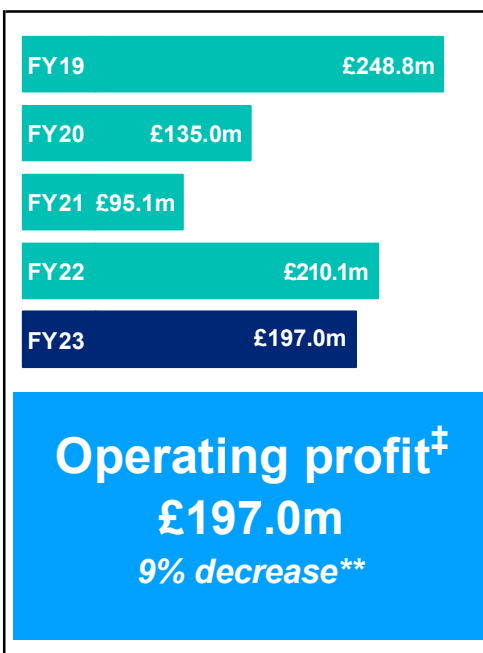 FY19 £248.8m
FY20 £135.0m
FY21 £95.1m
FY22 £210.1m
FY23 £197.0m
Operating profit‡
£197.0m
9% decrease**